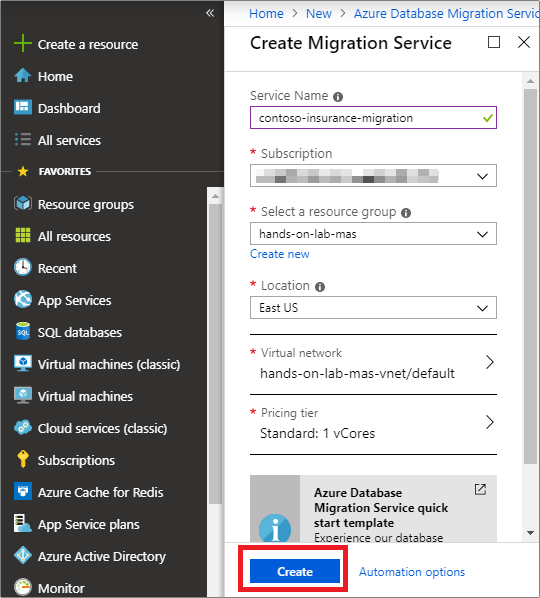 Create a resource
Home
Dashboard
All services
FAVORITES
Resource groups
All resources
Recent
App Services
SQL databases
Virtual machines (classic)
Virtual machines
Cloud services (classic)
Subscriptions
Azure Cache for Redis
App Service plans
Azure Active Directory
Monitor
Home > New > Azure Database Migration
Create Migration Service
Service Name
contoso-insurance-migration
* Subscription
* Select a resource group
hands-on-lab-mas
Create new
* Location
East US
* Virtual network
hands-on-lab-mas-vnet/default
* Pricing tier
Standard: 1 vCores
Azure Database
Migration Service quick
start template
Experience our database
Create
Automation options